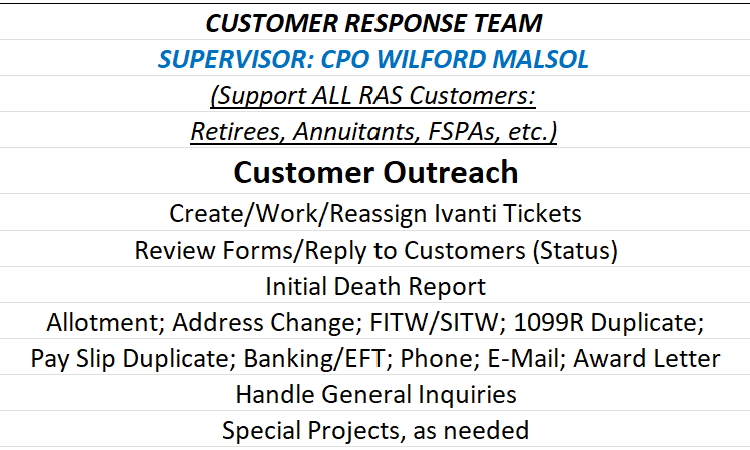 CUSTOMER RESPONSE TEAM
SUPERVISOR: CPO WILFORD MALSOL
(Support ALL RAS Customers:
Retirees, Annuitants, FSPAs, etc.)
Customer Outreach
Create/Work/Reassign Ivanti Tickets
Review Forms/Reply to Customers (Status)
Initial Death Report
Allotment; Address Change; FITW/SITW; 1099R Duplicate;
Pay Slip Duplicate; Banking/EFT; Phone; E-Mail; Award Letter
Handle General Inquiries
Special Projects, as needed